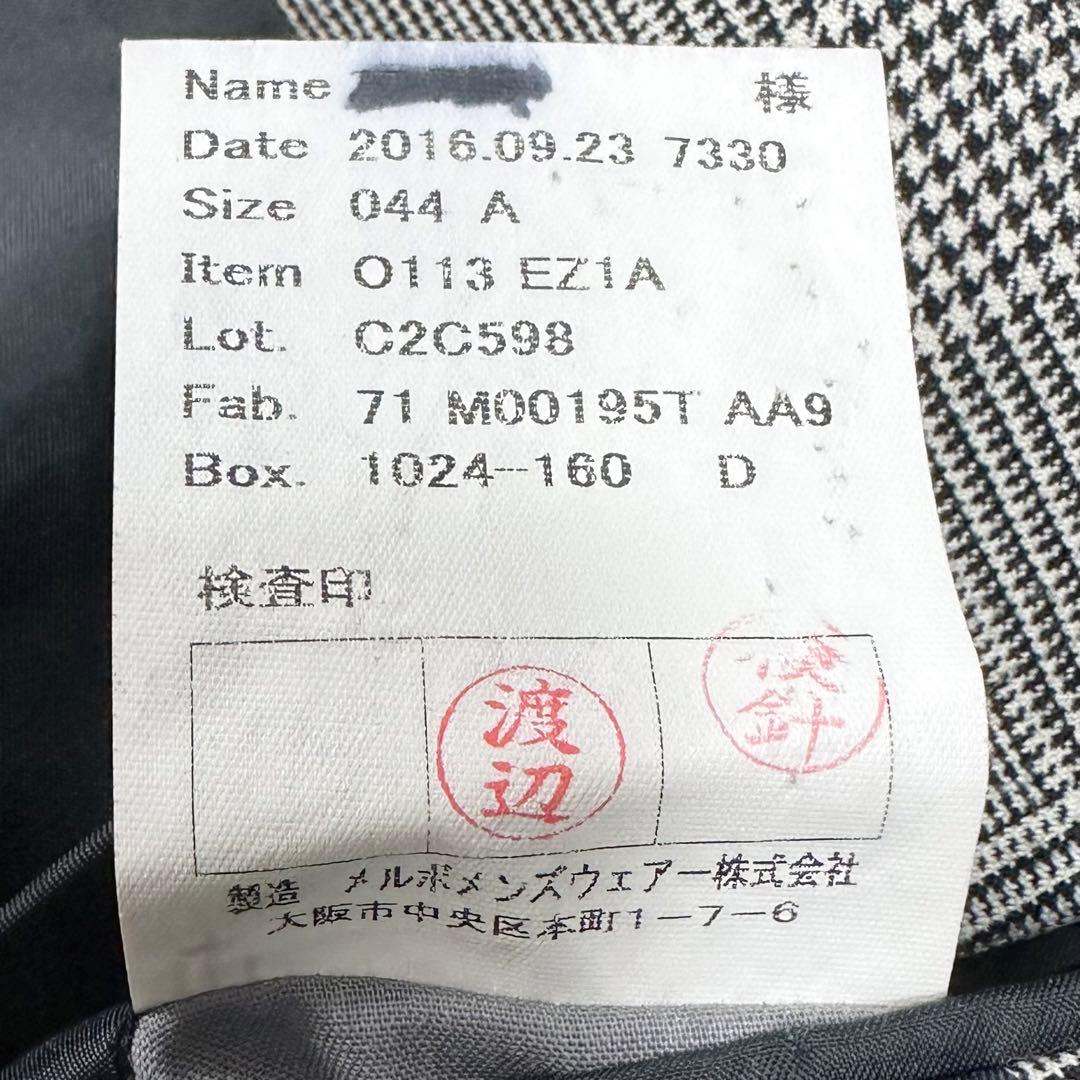 Name 様
Date 2016.09.23 7330
Size 044 A
Item O113 EZ1A
Lot. C2C598
Fab. 71 M00195T AA9
Box. 1024-160 D
検査印
渡辺
検針
製造 メルボメンズウェアー株式会社
大阪市中央区本町1-7-6